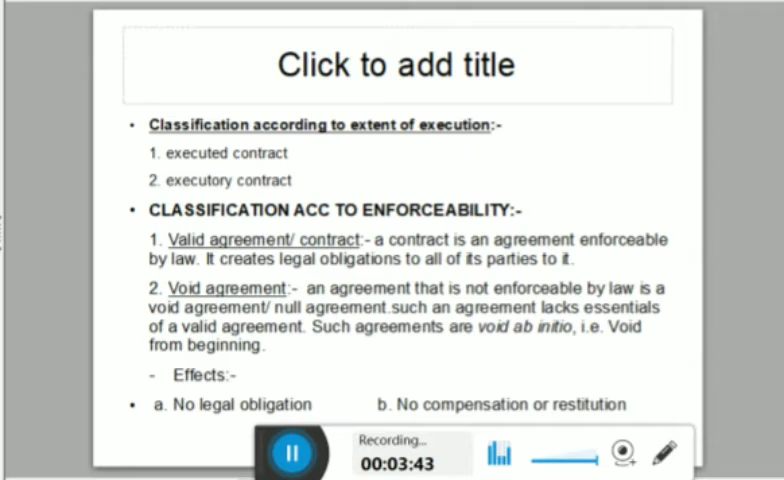 Click to add title
• Classification according to extent of execution:-
1. executed contract
2. executory contract
• CLASSIFICATION ACC TO ENFORCEABILITY:-
1. Valid agreement/ contract:- a contract is an agreement enforceable
by law. It creates legal obligations to all of its parties to it.
2. Void agreement:- an agreement that is not enforceable by law is a
void agreement/ null agreement.such an agreement lacks essentials
of a valid agreement. Such agreements are void ab initio, i.e. Void
from beginning.
- Effects:-
• a. No legal obligation b. No compensation or restitution
Recording...
00:03:43